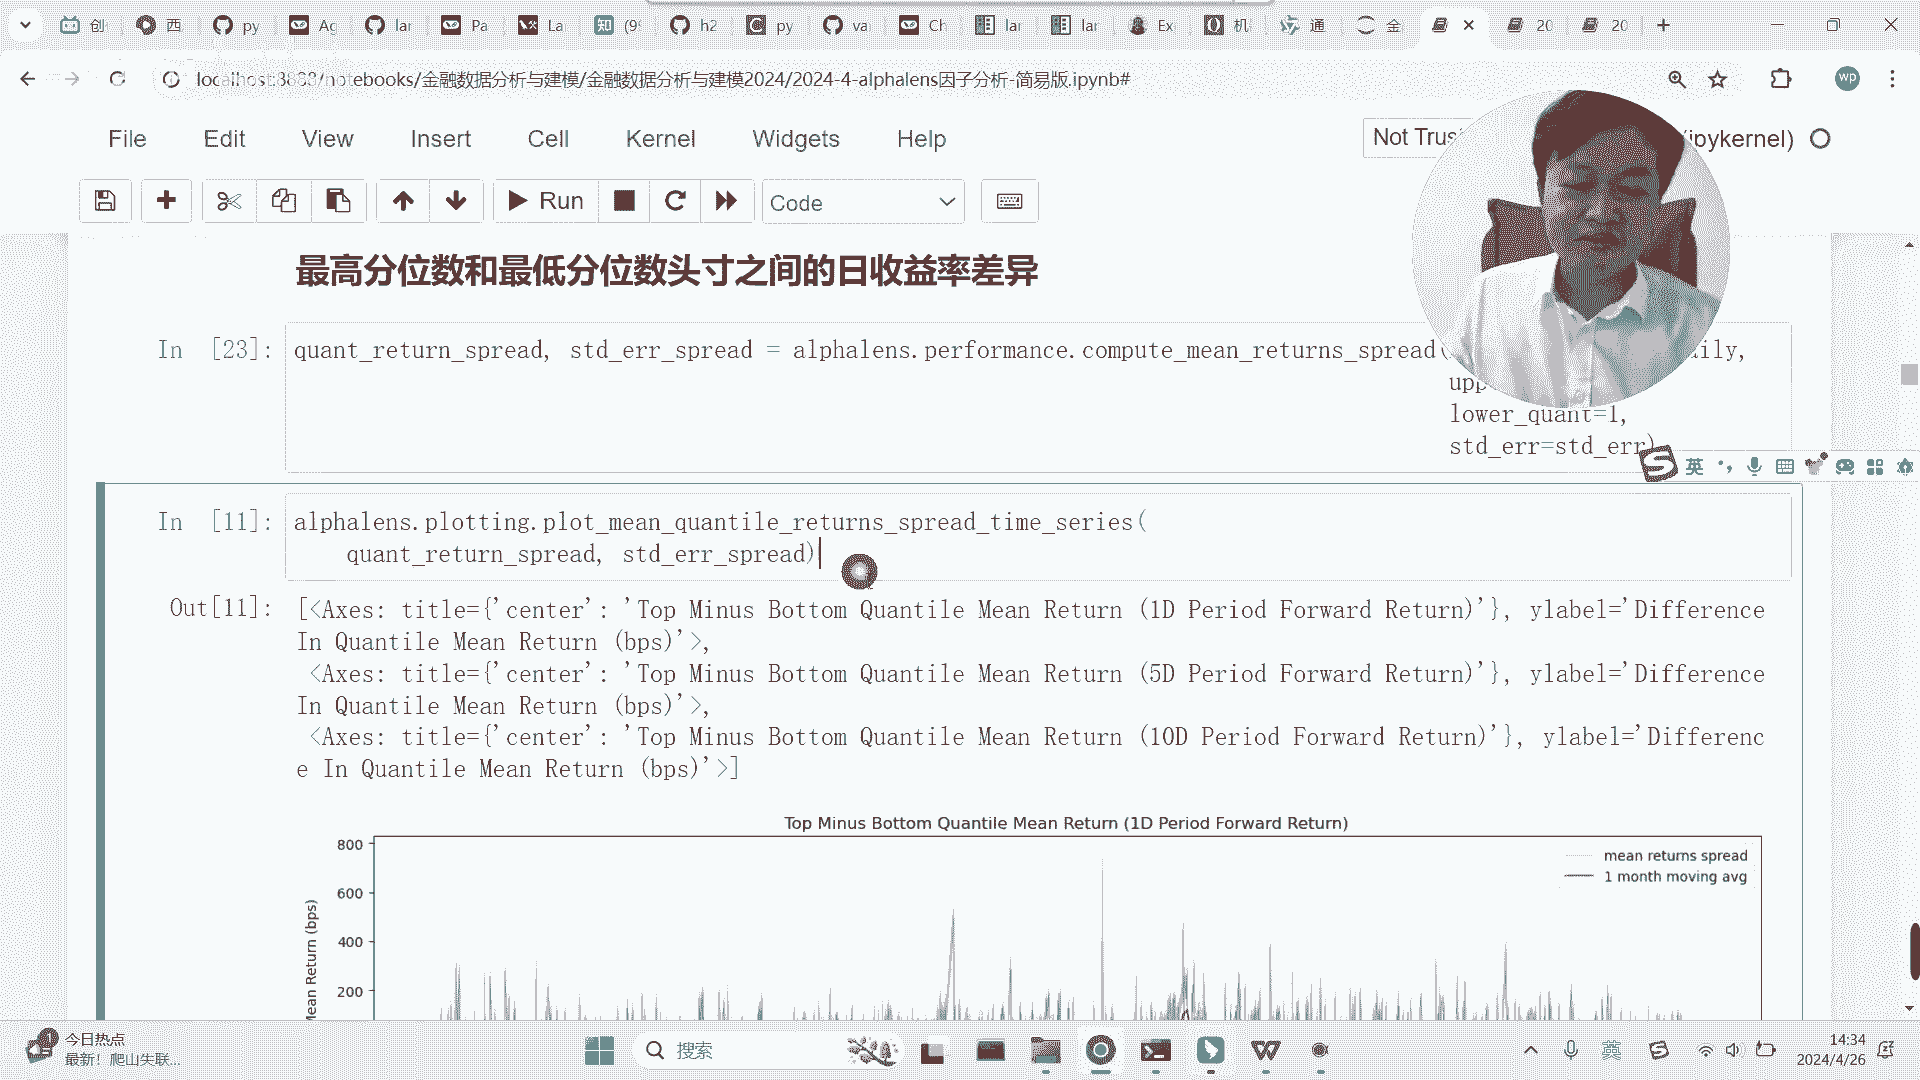 创
西
py
Ag
lar
Pa
La
(99
h2
py
va
Ch
lar
lar
Ex
机
通
金
20
20
localhost:8888/notebooks/金融数据分析与建模/金融数据分析与建模2024/2024-4-alphalens因子分析-简易版.ipynb#
wp
File Edit View Insert Cell Kernel Widgets Help
Not Trus
(ipykernel)
Run
Code
最高分位数和最低分位数头寸之间的日收益率差异
In [23]: quant_return_spread, std_err_spread = alphalens.performance.compute_mean_returns_spread(
ily,
upp
lower_quant=1,
std_err=std_err)
英
In [11]: alphalens.plotting.plot_mean_quantile_returns_spread_time_series(
quant_return_spread, std_err_spread)
Out[11]: [<Axes: title={'center': 'Top Minus Bottom Quantile Mean Return (1D Period Forward Return)'}, ylabel='Difference
In Quantile Mean Return (bps)'>,
<Axes: title={'center': 'Top Minus Bottom Quantile Mean Return (5D Period Forward Return)'}, ylabel='Difference
In Quantile Mean Return (bps)'>,
<Axes: title={'center': 'Top Minus Bottom Quantile Mean Return (10D Period Forward Return)'}, ylabel='Differenc
e In Quantile Mean Return (bps)'>]
Top Minus Bottom Quantile Mean Return (1D Period Forward Return)
mean returns spread
1 month moving avg
800
600
400
200
Mean Return (bps)
今日热点
最新！爬山失联...
搜索
英
14:34
2024/4/26